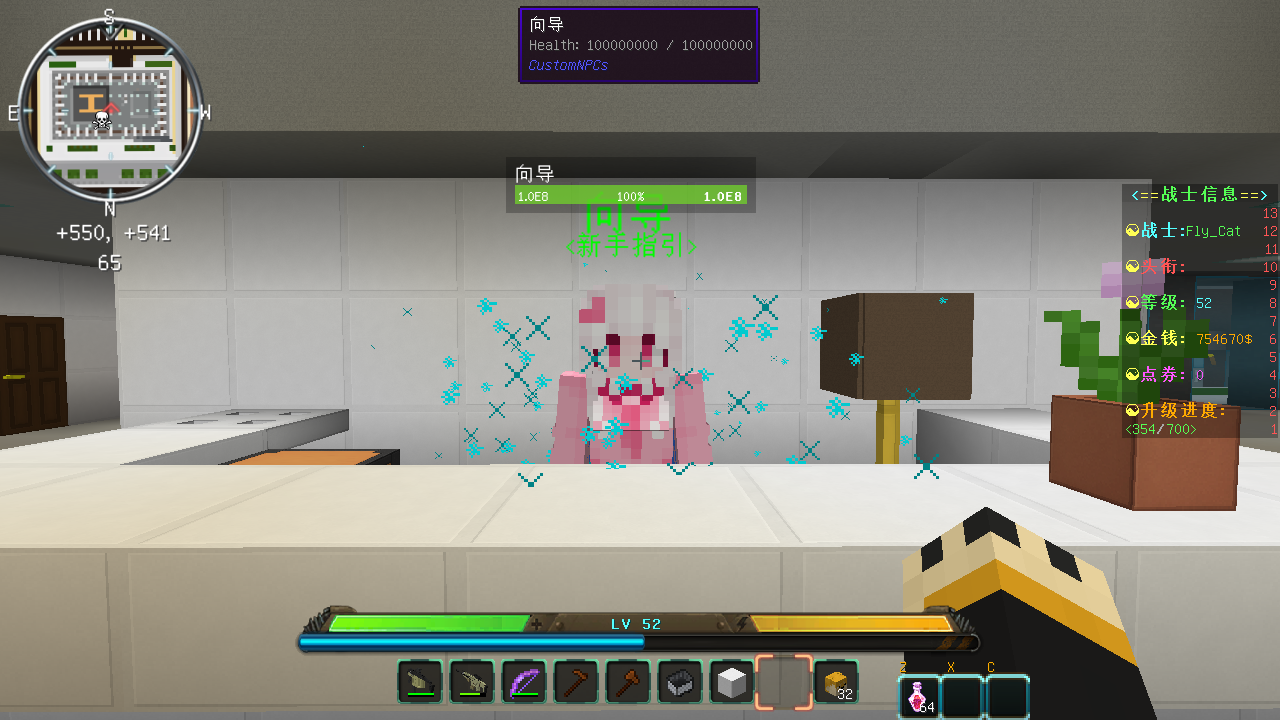 S
E
W
N
+550, +541
65
向导
Health: 100000000 / 100000000
CustomNPCs
向导
1.0E8 100% 1.0E8
向导
<新手指引>
<==战士信息==>
13
战士:Fly_Cat 12
11
头衔: 10
9
等级: 52 8
7
金钱: 754670$ 6
5
点券: 0 4
3
升级进度: 2
<354/700> 1
LV 52
32
Z X C
64